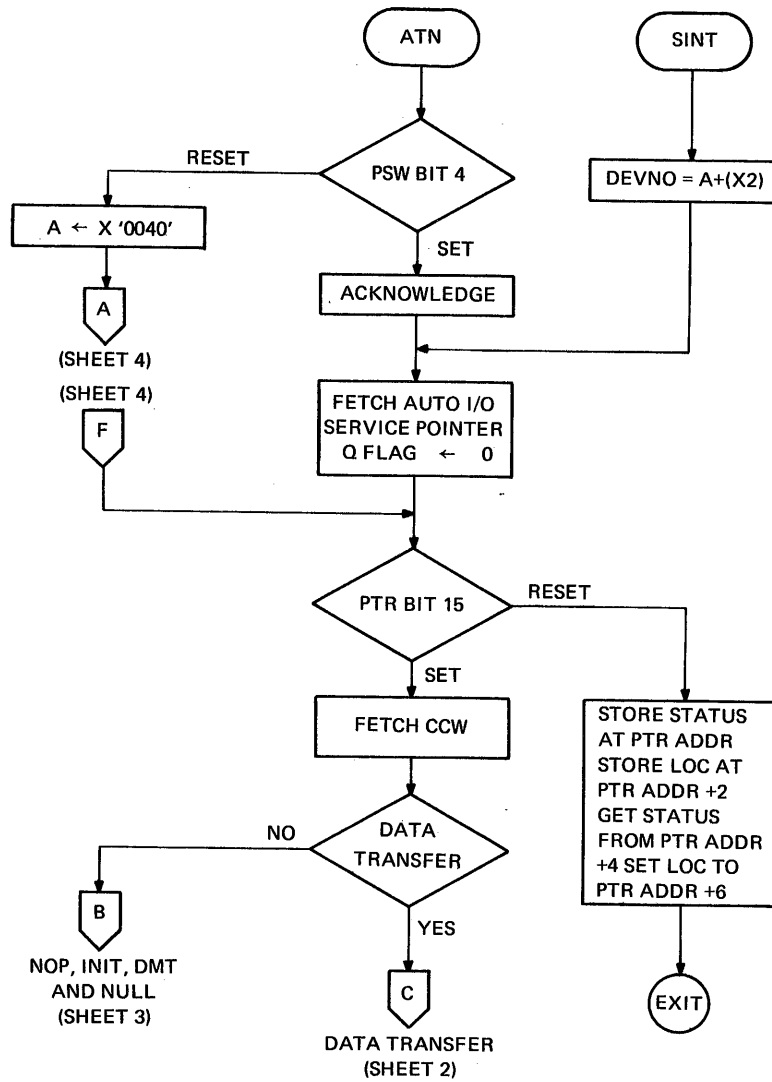 ATN
SINT
RESET
PSW BIT 4
DEVNO = A+(X2)
A ← X '0040'
SET
ACKNOWLEDGE
A
(SHEET 4)
(SHEET 4)
F
FETCH AUTO I/O
SERVICE POINTER
Q FLAG ← 0
PTR BIT 15
RESET
SET
FETCH CCW
STORE STATUS
AT PTR ADDR
STORE LOC AT
PTR ADDR +2
GET STATUS
FROM PTR ADDR
+4 SET LOC TO
PTR ADDR +6
NO
DATA
TRANSFER
YES
B
NOP, INIT, DMT
AND NULL
(SHEET 3)
C
DATA TRANSFER
(SHEET 2)
EXIT